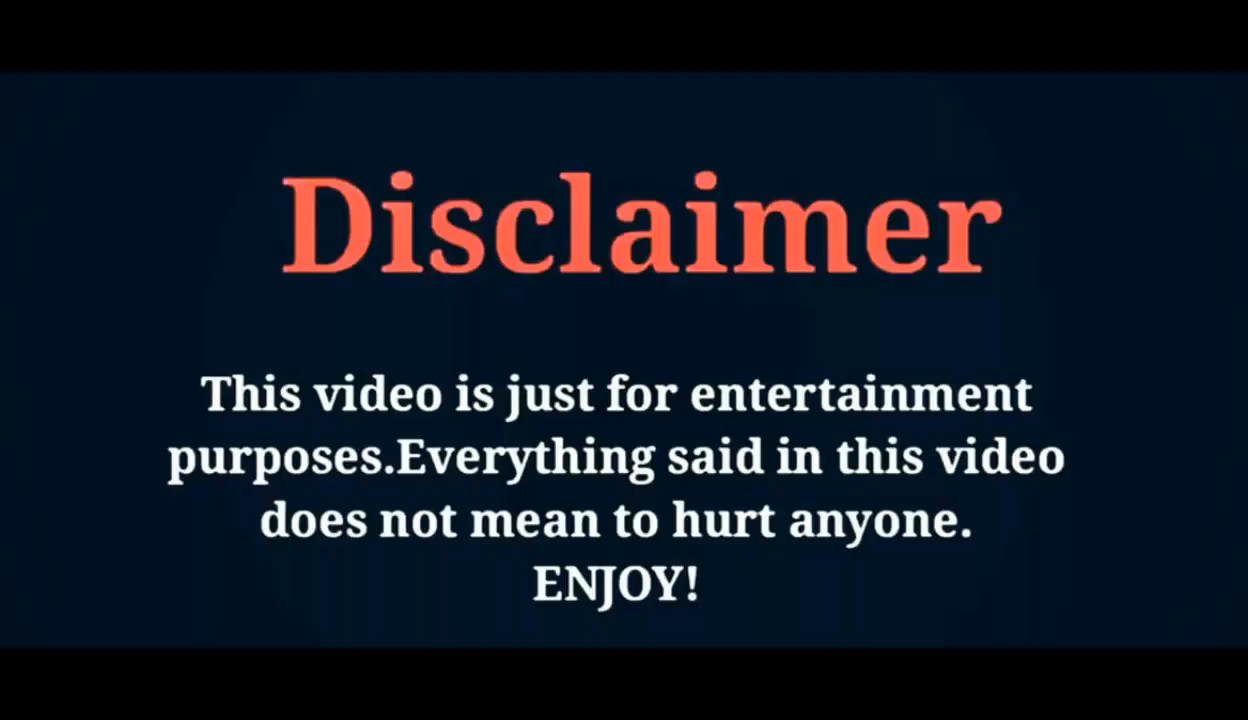 Disclaimer
This video is just for entertainment
purposes.Everything said in this video
does not mean to hurt anyone.
ENJOY!